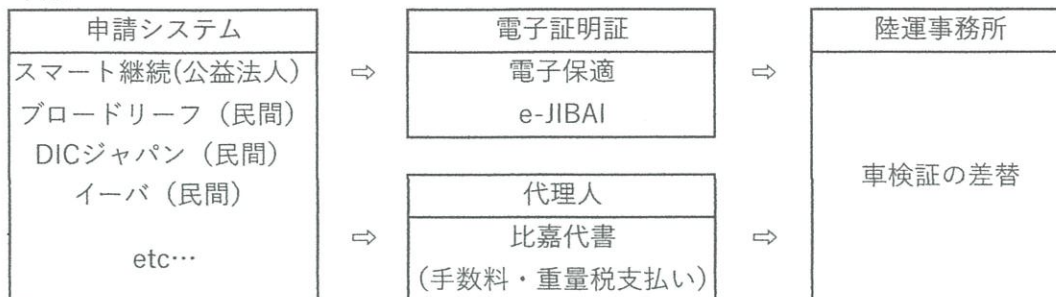 申請システム
スマート継続(公益法人)
ブロードリーフ（民間）
DICジャパン（民間）
イーバ（民間）
etc…
⇨
⇨
電子証明証
電子保適
e-JIBAI
代理人
比嘉代書
(手数料・重量税支払い)
⇨
⇨
陸運事務所
車検証の差替